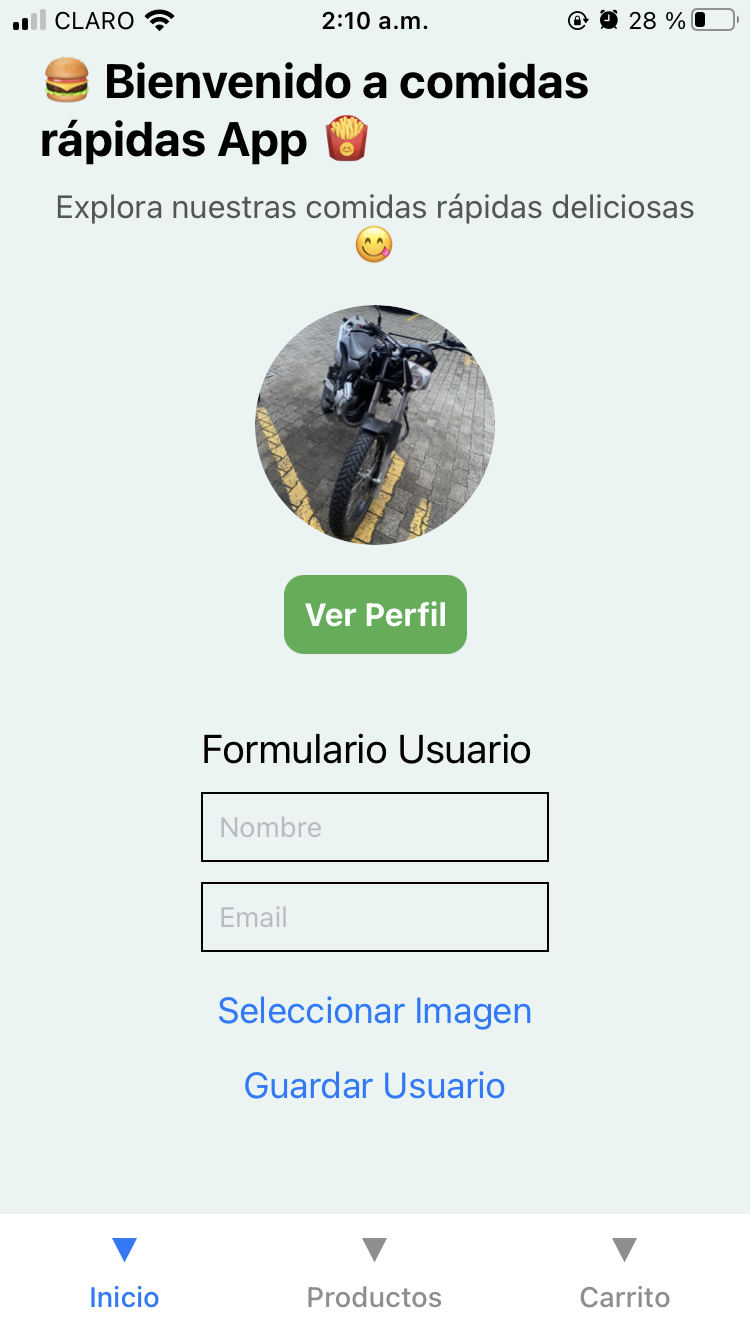 CLARO 2:10 a.m. 28 %
🍔 Bienvenido a comidas
rápidas App 🍟
Explora nuestras comidas rápidas deliciosas
😋
Ver Perfil
Formulario Usuario
Nombre
Email
Seleccionar Imagen
Guardar Usuario
Inicio Productos Carrito